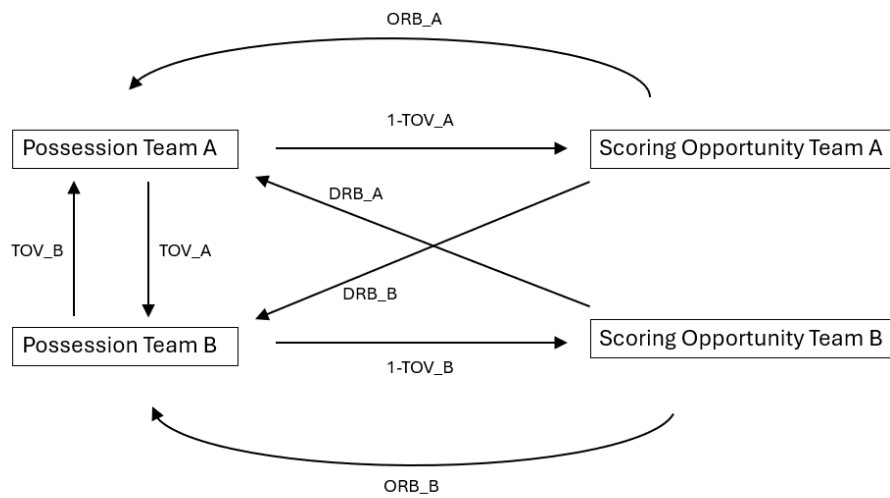 ORB_A
1-TOV_A
Possession Team A
Scoring Opportunity Team A
DRB_A
TOV_B
TOV_A
DRB_B
Possession Team B
Scoring Opportunity Team B
1-TOV_B
ORB_B